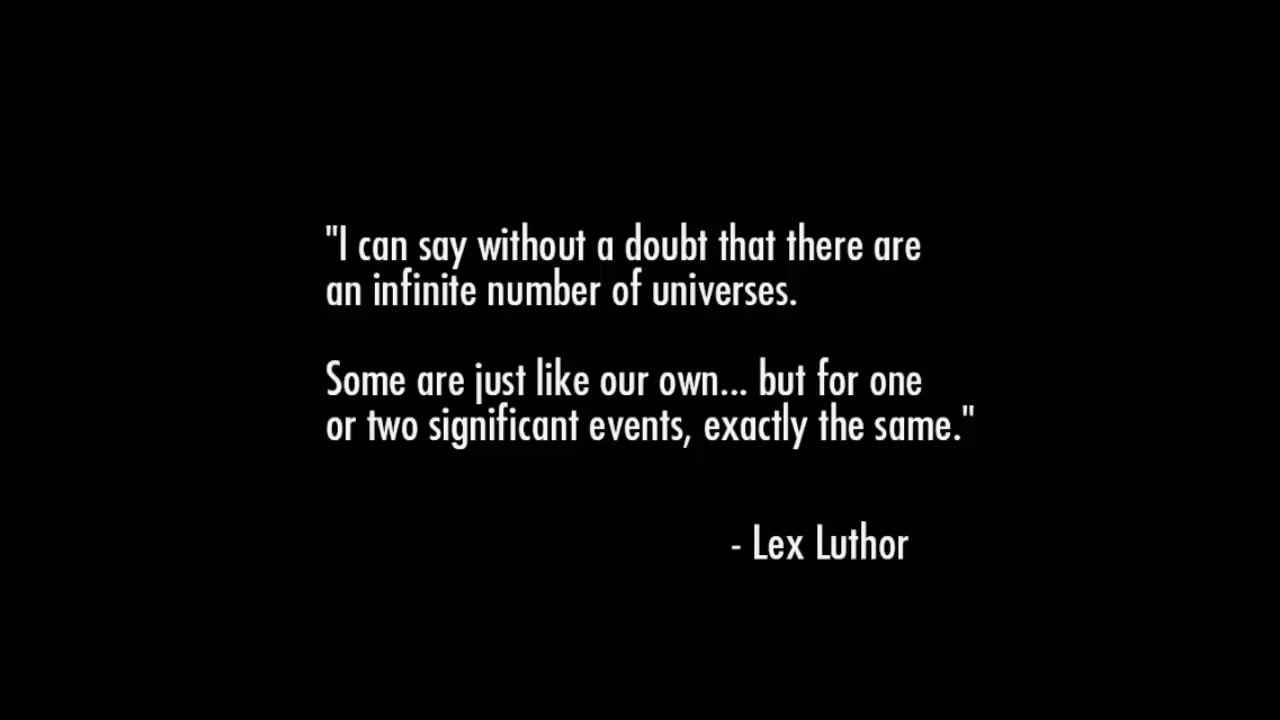 "I can say without a doubt that there are
an infinite number of universes.
Some are just like our own... but for one
or two significant events, exactly the same."
- Lex Luthor